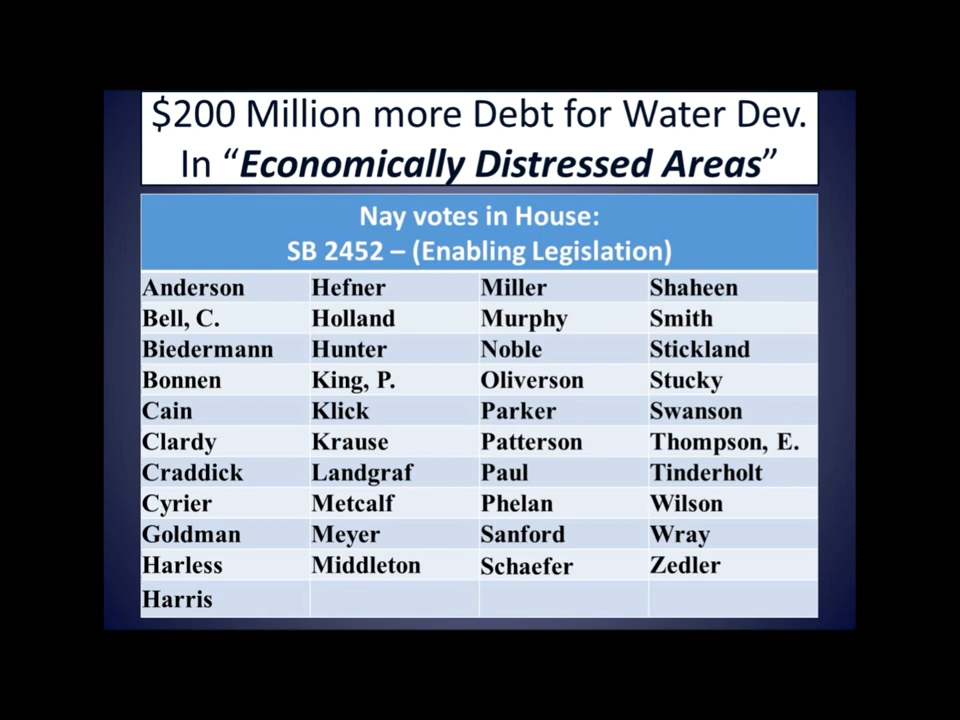 $200 Million more Debt for Water Dev.
In “Economically Distressed Areas”
Nay votes in House:
SB 2452 – (Enabling Legislation)
Anderson Hefner Miller Shaheen
Bell, C. Holland Murphy Smith
Biedermann Hunter Noble Stickland
Bonnen King, P. Oliverson Stucky
Cain Klick Parker Swanson
Clardy Krause Patterson Thompson, E.
Craddick Landgraf Paul Tinderholt
Cyrier Metcalf Phelan Wilson
Goldman Meyer Sanford Wray
Harless Middleton Schaefer Zedler
Harris